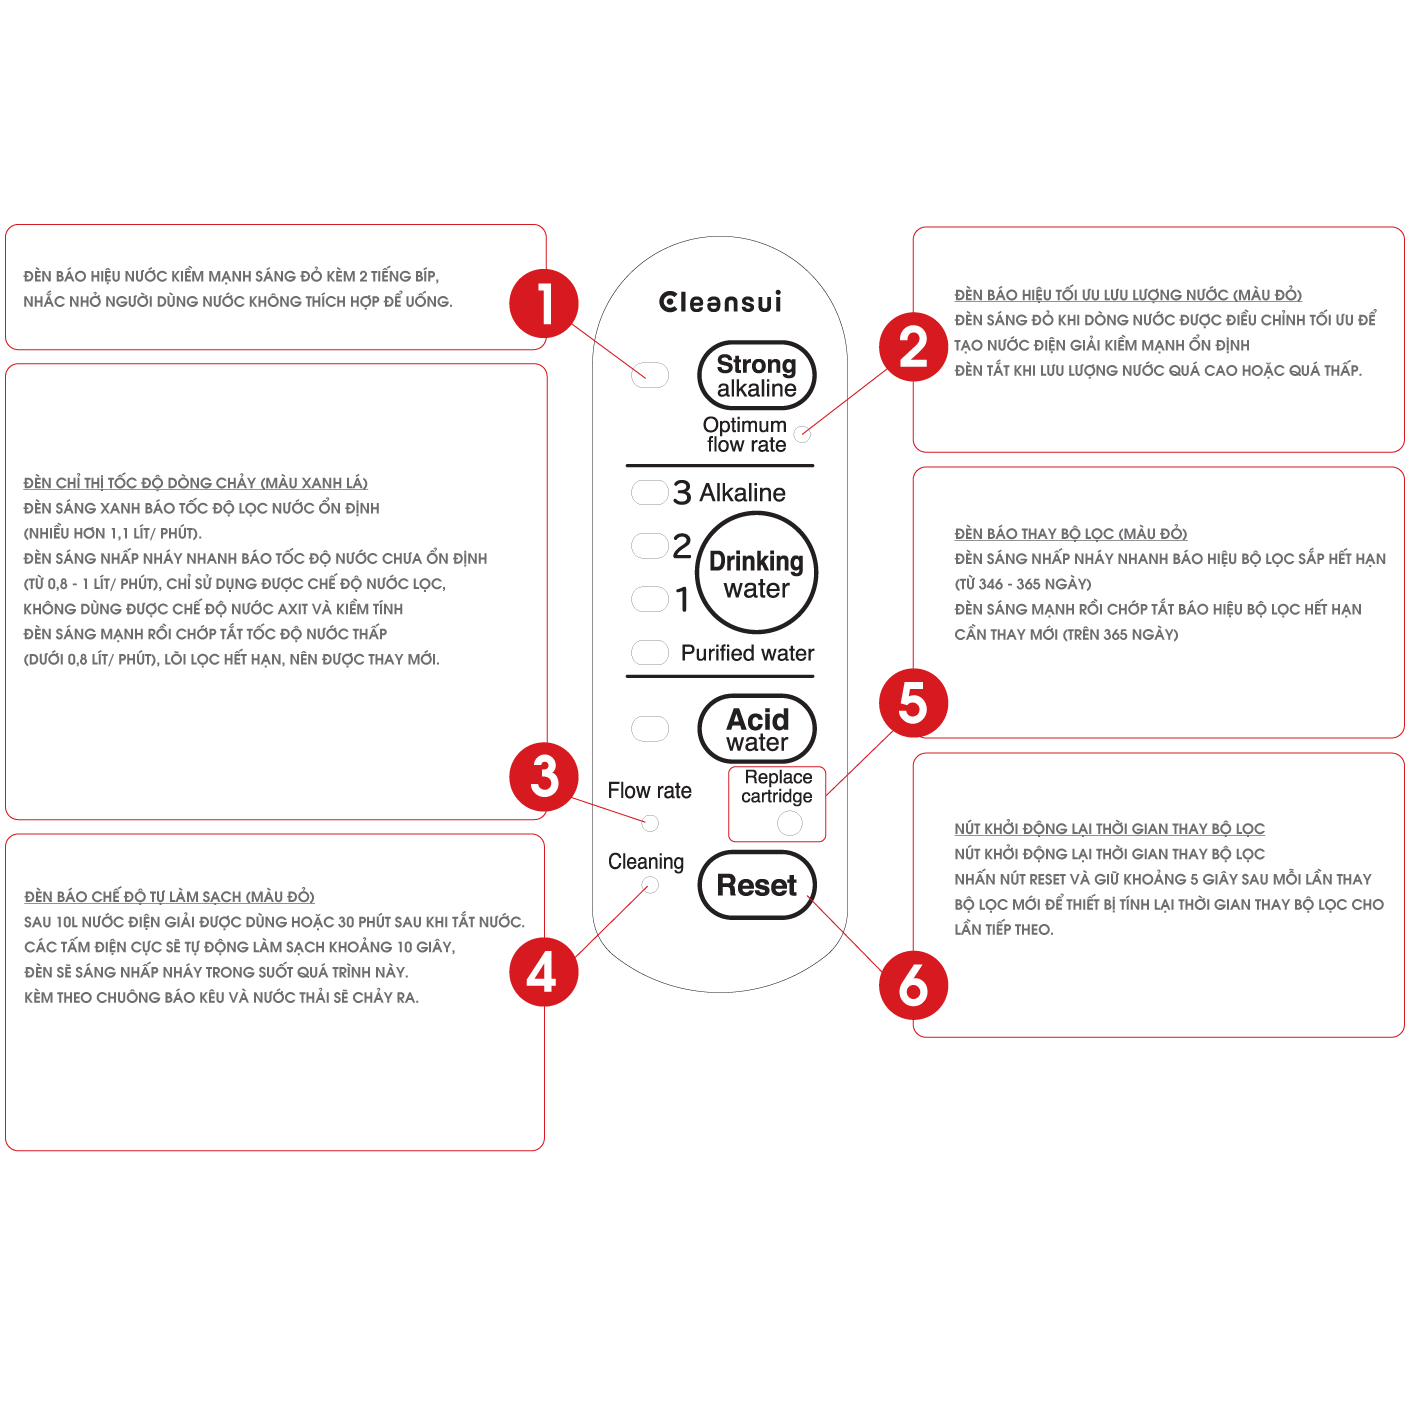 ĐÈN BÁO HIỆU NƯỚC KIỀM MẠNH SÁNG ĐỎ KÈM 2 TIẾNG BÍP,
NHẮC NHỞ NGƯỜI DÙNG NƯỚC KHÔNG THÍCH HỢP ĐỂ UỐNG.
1
ĐÈN CHỈ THỊ TỐC ĐỘ DÒNG CHẢY (MÀU XANH LÁ)
ĐÈN SÁNG XANH BÁO TỐC ĐỘ LỌC NƯỚC ỔN ĐỊNH
(NHIỀU HƠN 1,1 LÍT/ PHÚT).
ĐÈN SÁNG NHẤP NHÁY NHANH BÁO TỐC ĐỘ NƯỚC CHƯA ỔN ĐỊNH
(TỪ 0,8 - 1 LÍT/ PHÚT), CHỈ SỬ DỤNG ĐƯỢC CHẾ ĐỘ NƯỚC LỌC,
KHÔNG DÙNG ĐƯỢC CHẾ ĐỘ NƯỚC AXIT VÀ KIỀM TÍNH
ĐÈN SÁNG MẠNH RỒI CHỚP TẮT TỐC ĐỘ NƯỚC THẤP
(DƯỚI 0,8 LÍT/ PHÚT), LÕI LỌC HẾT HẠN, NÊN ĐƯỢC THAY MỚI.
3
ĐÈN BÁO CHẾ ĐỘ TỰ LÀM SẠCH (MÀU ĐỎ)
SAU 10L NƯỚC ĐIỆN GIẢI ĐƯỢC DÙNG HOẶC 30 PHÚT SAU KHI TẮT NƯỚC.
CÁC TẤM ĐIỆN CỰC SẼ TỰ ĐỘNG LÀM SẠCH KHOẢNG 10 GIÂY,
ĐÈN SẼ SÁNG NHẤP NHÁY TRONG SUỐT QUÁ TRÌNH NÀY.
KÈM THEO CHUÔNG BÁO KÊU VÀ NƯỚC THẢI SẼ CHẢY RA.
4
Cleansui
Strong
alkaline
Optimum
flow rate
3 Alkaline
2
Drinking
water
1
Purified water
Acid
water
Replace
cartridge
Flow rate
Cleaning
Reset
2
ĐÈN BÁO HIỆU TỐI ƯU LƯU LƯỢNG NƯỚC (MÀU ĐỎ)
ĐÈN SÁNG ĐỎ KHI DÒNG NƯỚC ĐƯỢC ĐIỀU CHỈNH TỐI ƯU ĐỂ
TẠO NƯỚC ĐIỆN GIẢI KIỀM MẠNH ỔN ĐỊNH
ĐÈN TẮT KHI LƯU LƯỢNG NƯỚC QUÁ CAO HOẶC QUÁ THẤP.
5
ĐÈN BÁO THAY BỘ LỌC (MÀU ĐỎ)
ĐÈN SÁNG NHẤP NHÁY NHANH BÁO HIỆU BỘ LỌC SẮP HẾT HẠN
(TỪ 346 - 365 NGÀY)
ĐÈN SÁNG MẠNH RỒI CHỚP TẮT BÁO HIỆU BỘ LỌC HẾT HẠN
CẦN THAY MỚI (TRÊN 365 NGÀY)
6
NÚT KHỞI ĐỘNG LẠI THỜI GIAN THAY BỘ LỌC
NÚT KHỞI ĐỘNG LẠI THỜI GIAN THAY BỘ LỌC
NHẤN NÚT RESET VÀ GIỮ KHOẢNG 5 GIÂY SAU MỖI LẦN THAY
BỘ LỌC MỚI ĐỂ THIẾT BỊ TÍNH LẠI THỜI GIAN THAY BỘ LỌC CHO
LẦN TIẾP THEO.